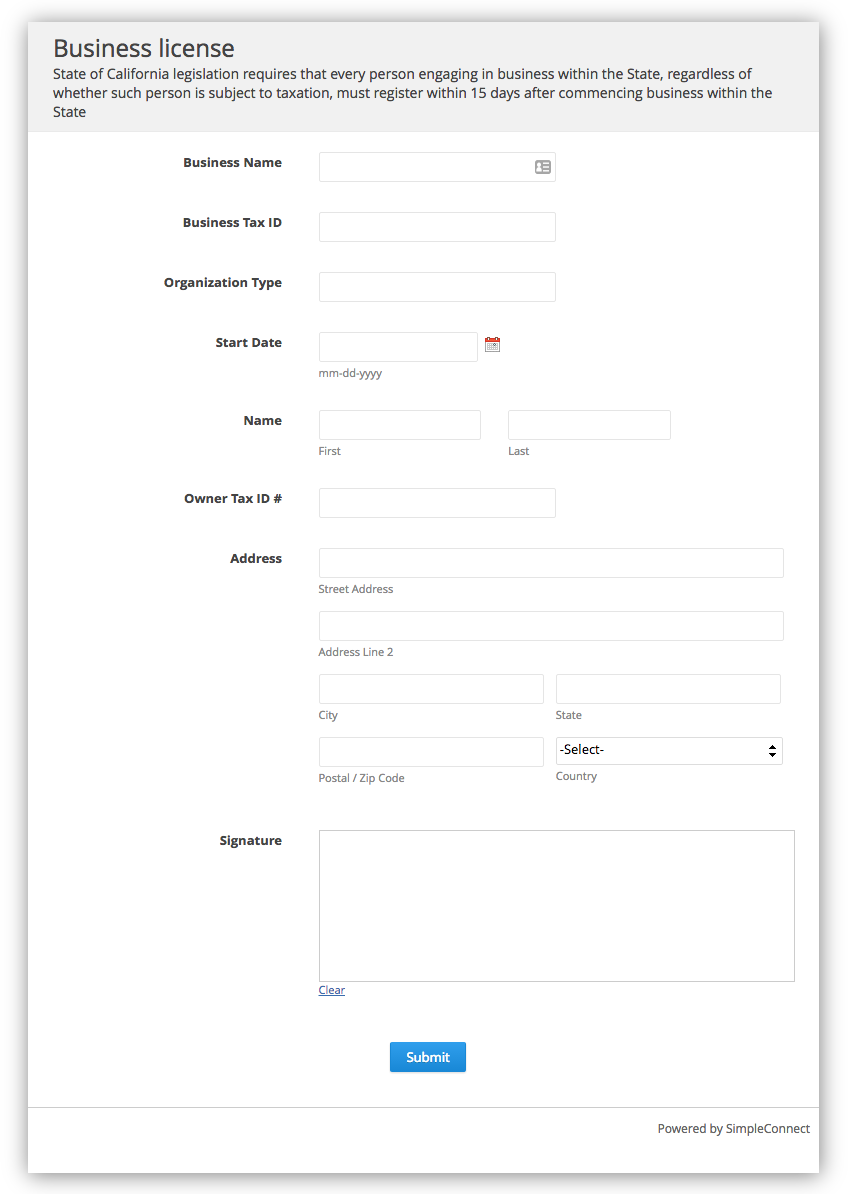 Business license
State of California legislation requires that every person engaging in business within the State, regardless of
whether such person is subject to taxation, must register within 15 days after commencing business within the
State
Business Name
Business Tax ID
Organization Type
Start Date
mm-dd-yyyy
Name
First
Last
Owner Tax ID #
Address
Street Address
Address Line 2
City
State
-Select-
Postal / Zip Code
Country
Signature
Clear
Submit
Powered by SimpleConnect